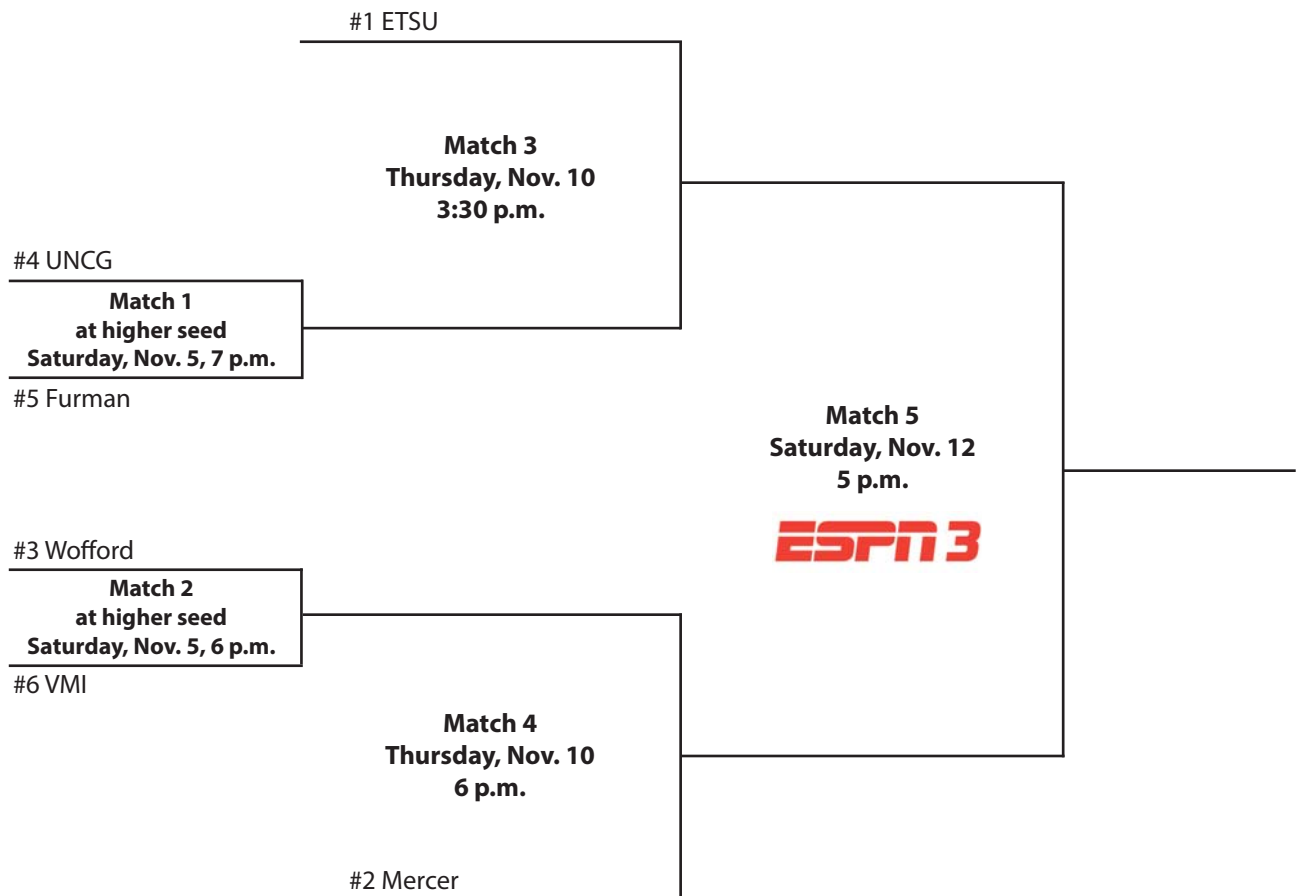 #1 ETSU
Match 3
Thursday, Nov. 10
3:30 p.m.
#4 UNCG
Match 1
at higher seed
Saturday, Nov. 5, 7 p.m.
#5 Furman
Match 5
Saturday, Nov. 12
5 p.m.
ESPN 3
#3 Wofford
Match 2
at higher seed
Saturday, Nov. 5, 6 p.m.
#6 VMI
Match 4
Thursday, Nov. 10
6 p.m.
#2 Mercer